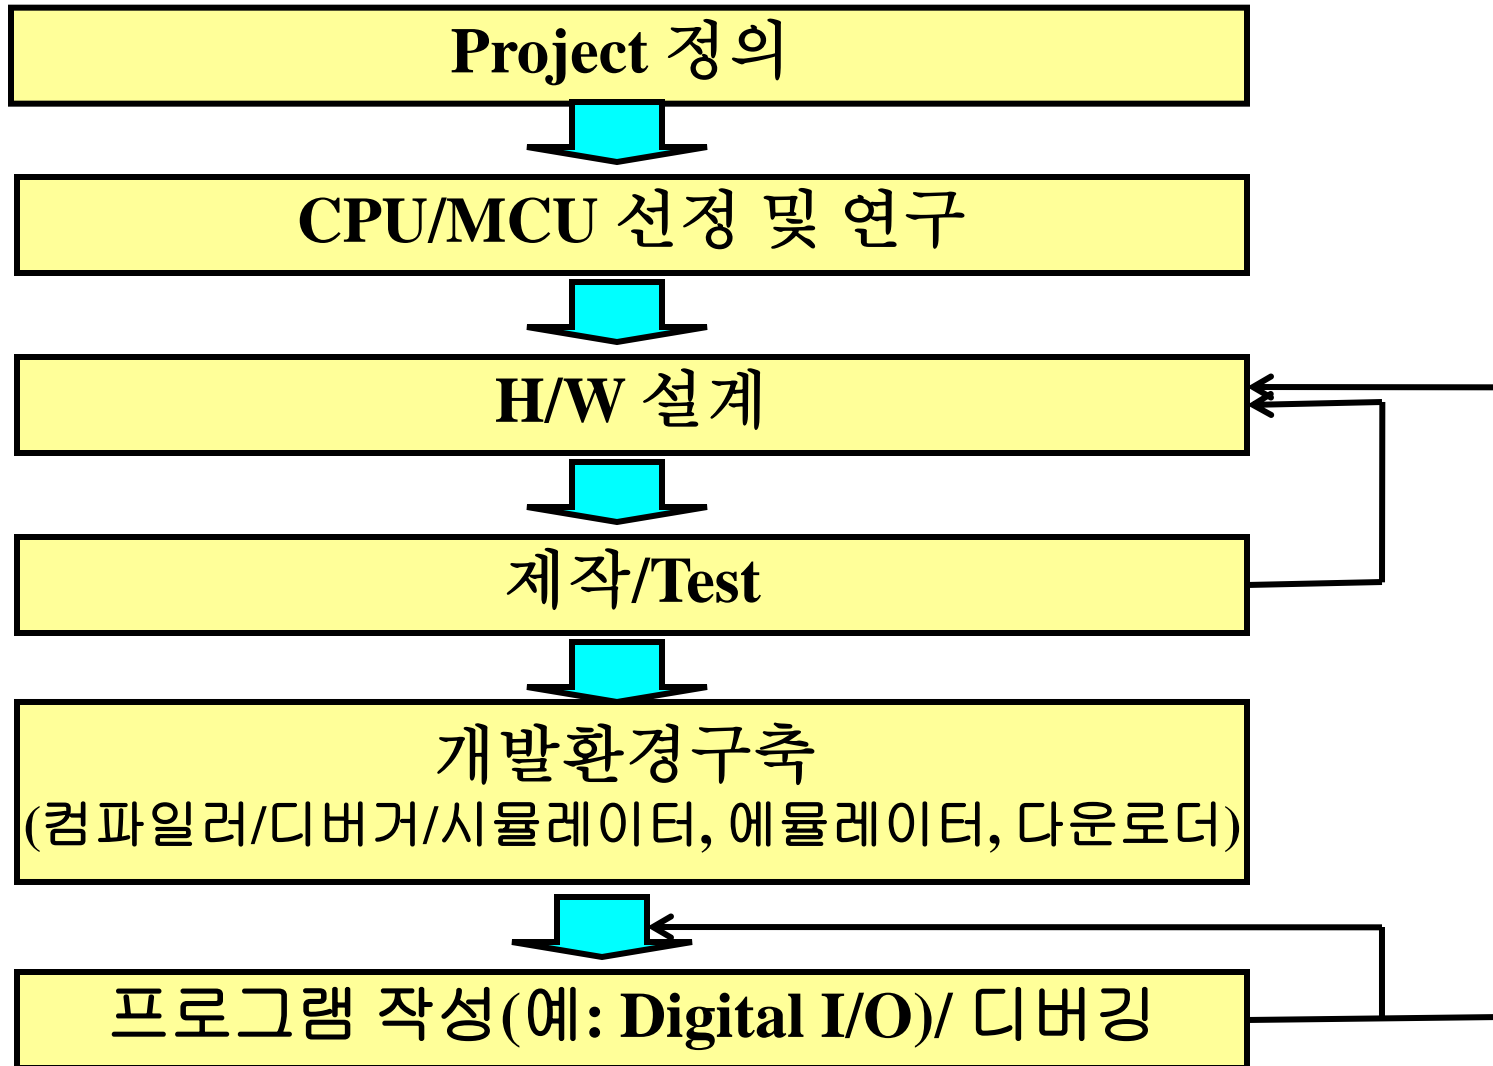 Project 정의
CPU/MCU 선정 및 연구
H/W 설계
제작/Test
개발환경구축
(컴파일러/디버거/시뮬레이터, 에뮬레이터, 다운로더)
프로그램 작성(예: Digital I/O)/ 디버깅